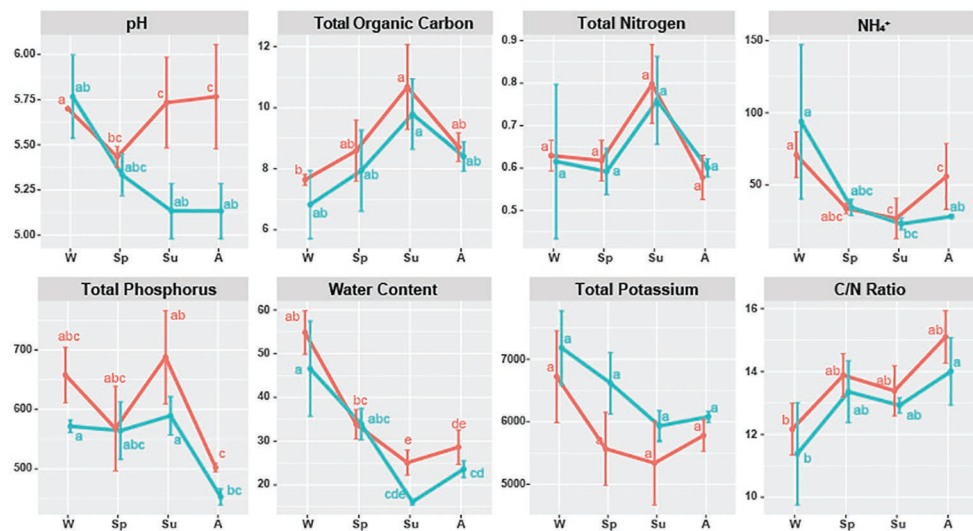 pH
Total Organic Carbon
Total Nitrogen
NH₄⁺
6.00
5.75
5.50
5.25
5.00
a
ab
bc
abc
c
ab
c
ab
W Sp Su A
12
10
8
6
b
ab
ab
ab
a
a
ab
ab
W Sp Su A
0.9
0.8
0.7
0.6
0.5
a
a
a
a
a
a
a
a
W Sp Su A
150
100
50
a
ab
abc
abc
c
bc
c
ab
W Sp Su A
Total Phosphorus
Water Content
Total Potassium
C/N Ratio
700
600
500
abc
a
abc
abc
ab
a
c
bc
W Sp Su A
60
50
40
30
20
ab
a
bc
abc
e
cde
de
cd
W Sp Su A
7000
6000
5000
a
a
a
a
a
a
a
a
W Sp Su A
16
14
12
10
a
b
ab
ab
ab
ab
ab
a
W Sp Su A